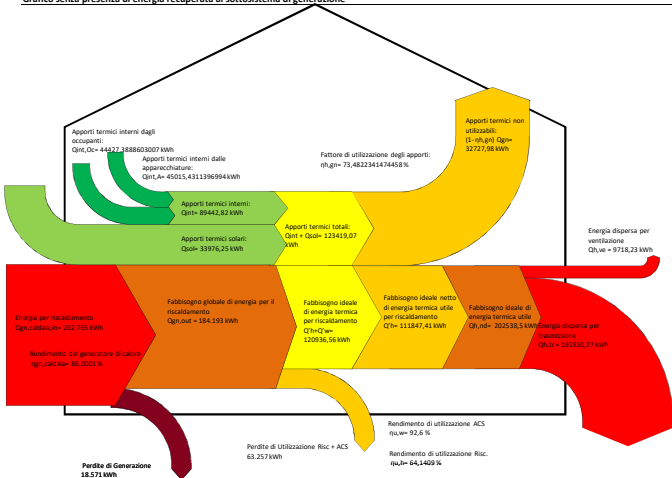 Grafico senza presenza di energia recuperata al sottosistema di generazione
Apporti termici interni dagli
occupanti:
Qint,Oc= 44427,3888603007 kWh
Apporti termici interni dalle
apparecchiature:
Qint,A= 45015,4311396994 kWh
Fattore di utilizzazione degli apporti:
ηh,gn= 73,4822341474458 %
Apporti termici non
utilizzabili:
(1- ηh,gn) Qgn=
32727,98 kWh
Apporti termici interni:
Qint= 89442,82 kWh
Apporti termici solari:
Qsol= 33976,25 kWh
Apporti termici totali:
Qint + Qsol= 123419,07
kWh
Energia dispersa per
ventilazione
Qh,ve = 9718,23 kWh
Energia per riscaldamento
Qgn,caldaia,in= 202.765 kWh
Rendimento del generatore di calore
ηgn,caldaia= 86,0001 %
Fabbisogno globale di energia per il
riscaldamento
Qgn,out = 184.193 kWh
Fabbisogno ideale
di energia termica
per riscaldamento
Q'h+Q'w=
120936,56 kWh
Fabbisogno ideale netto
di energia termica utile
per riscaldamento
Q'h= 111847,41 kWh
Fabbisogno ideale di
energia termica utile
Qh,nd= 202538,5 kWh
Energia dispersa per
trasmissione
Qh,tr= 192820,27 kWh
Perdite di Generazione
18.571 kWh
Perdite di Utilizzazione Risc + ACS
63.257 kWh
Rendimento di utilizzazione ACS
ηu,w= 92,6 %
Rendimento di utilizzazione Risc.
ηu,h= 64,1409 %